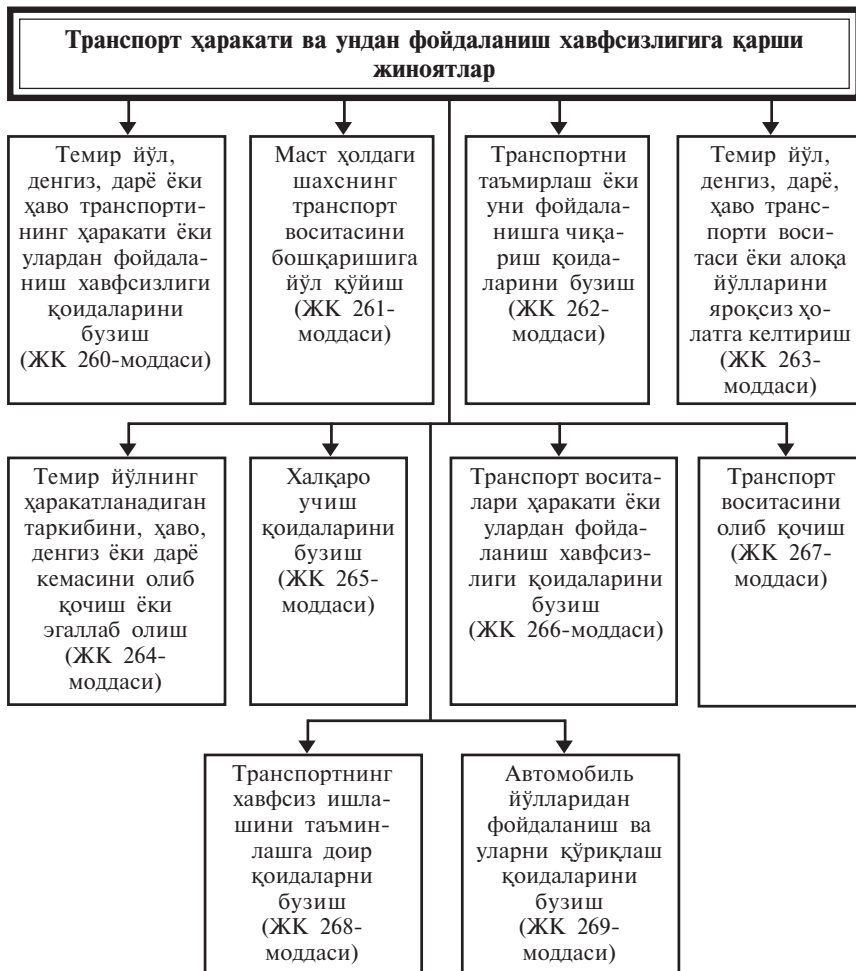 Транспорт ҳаракати ва ундан фойдаланиш хавфсизлигига қарши
жиноятлар
Темир йўл,
денгиз, дарё ёки
ҳаво транспорти-
нинг ҳаракати ёки
улардан фойдала-
ниш хавфсизлиги
қоидаларини
бузиш
(ЖК 260-моддаси)
Маст ҳолдаги
шахснинг
транспорт
воситасини
бошқаришига
йўл қўйиш
(ЖК 261-
моддаси)
Транспортни
таъмирлаш ёки
уни фойдала-
нишга чиқа-
риш қоида-
ларини бузиш
(ЖК 262-
моддаси)
Темир йўл,
денгиз, дарё,
ҳаво транс-
порти воси-
таси ёки алоқа
йўлларини
яроқсиз ҳо-
латга келтириш
(ЖК 263-
моддаси)
Темир йўлнинг
ҳаракатланадиган
таркибини, ҳаво,
денгиз ёки дарё
кемасини олиб
қочиш ёки
эгаллаб олиш
(ЖК 264-
моддаси)
Халқаро
учиш
қоидаларини
бузиш
(ЖК 265-
моддаси)
Транспорт восита-
лари ҳаракати ёки
улардан фойда-
ланиш хавфсиз-
лиги қоидаларини
бузиш
(ЖК 266-моддаси)
Транспорт
воситасини
олиб қочиш
(ЖК 267-
моддаси)
Транспортнинг
хавфсиз ишла-
шини таъмин-
лашга доир
қоидаларни
бузиш
(ЖК 268-
моддаси)
Автомобиль
йўлларидан
фойдаланиш ва
уларни қўриқлаш
қоидаларини
бузиш
(ЖК 269-
моддаси)